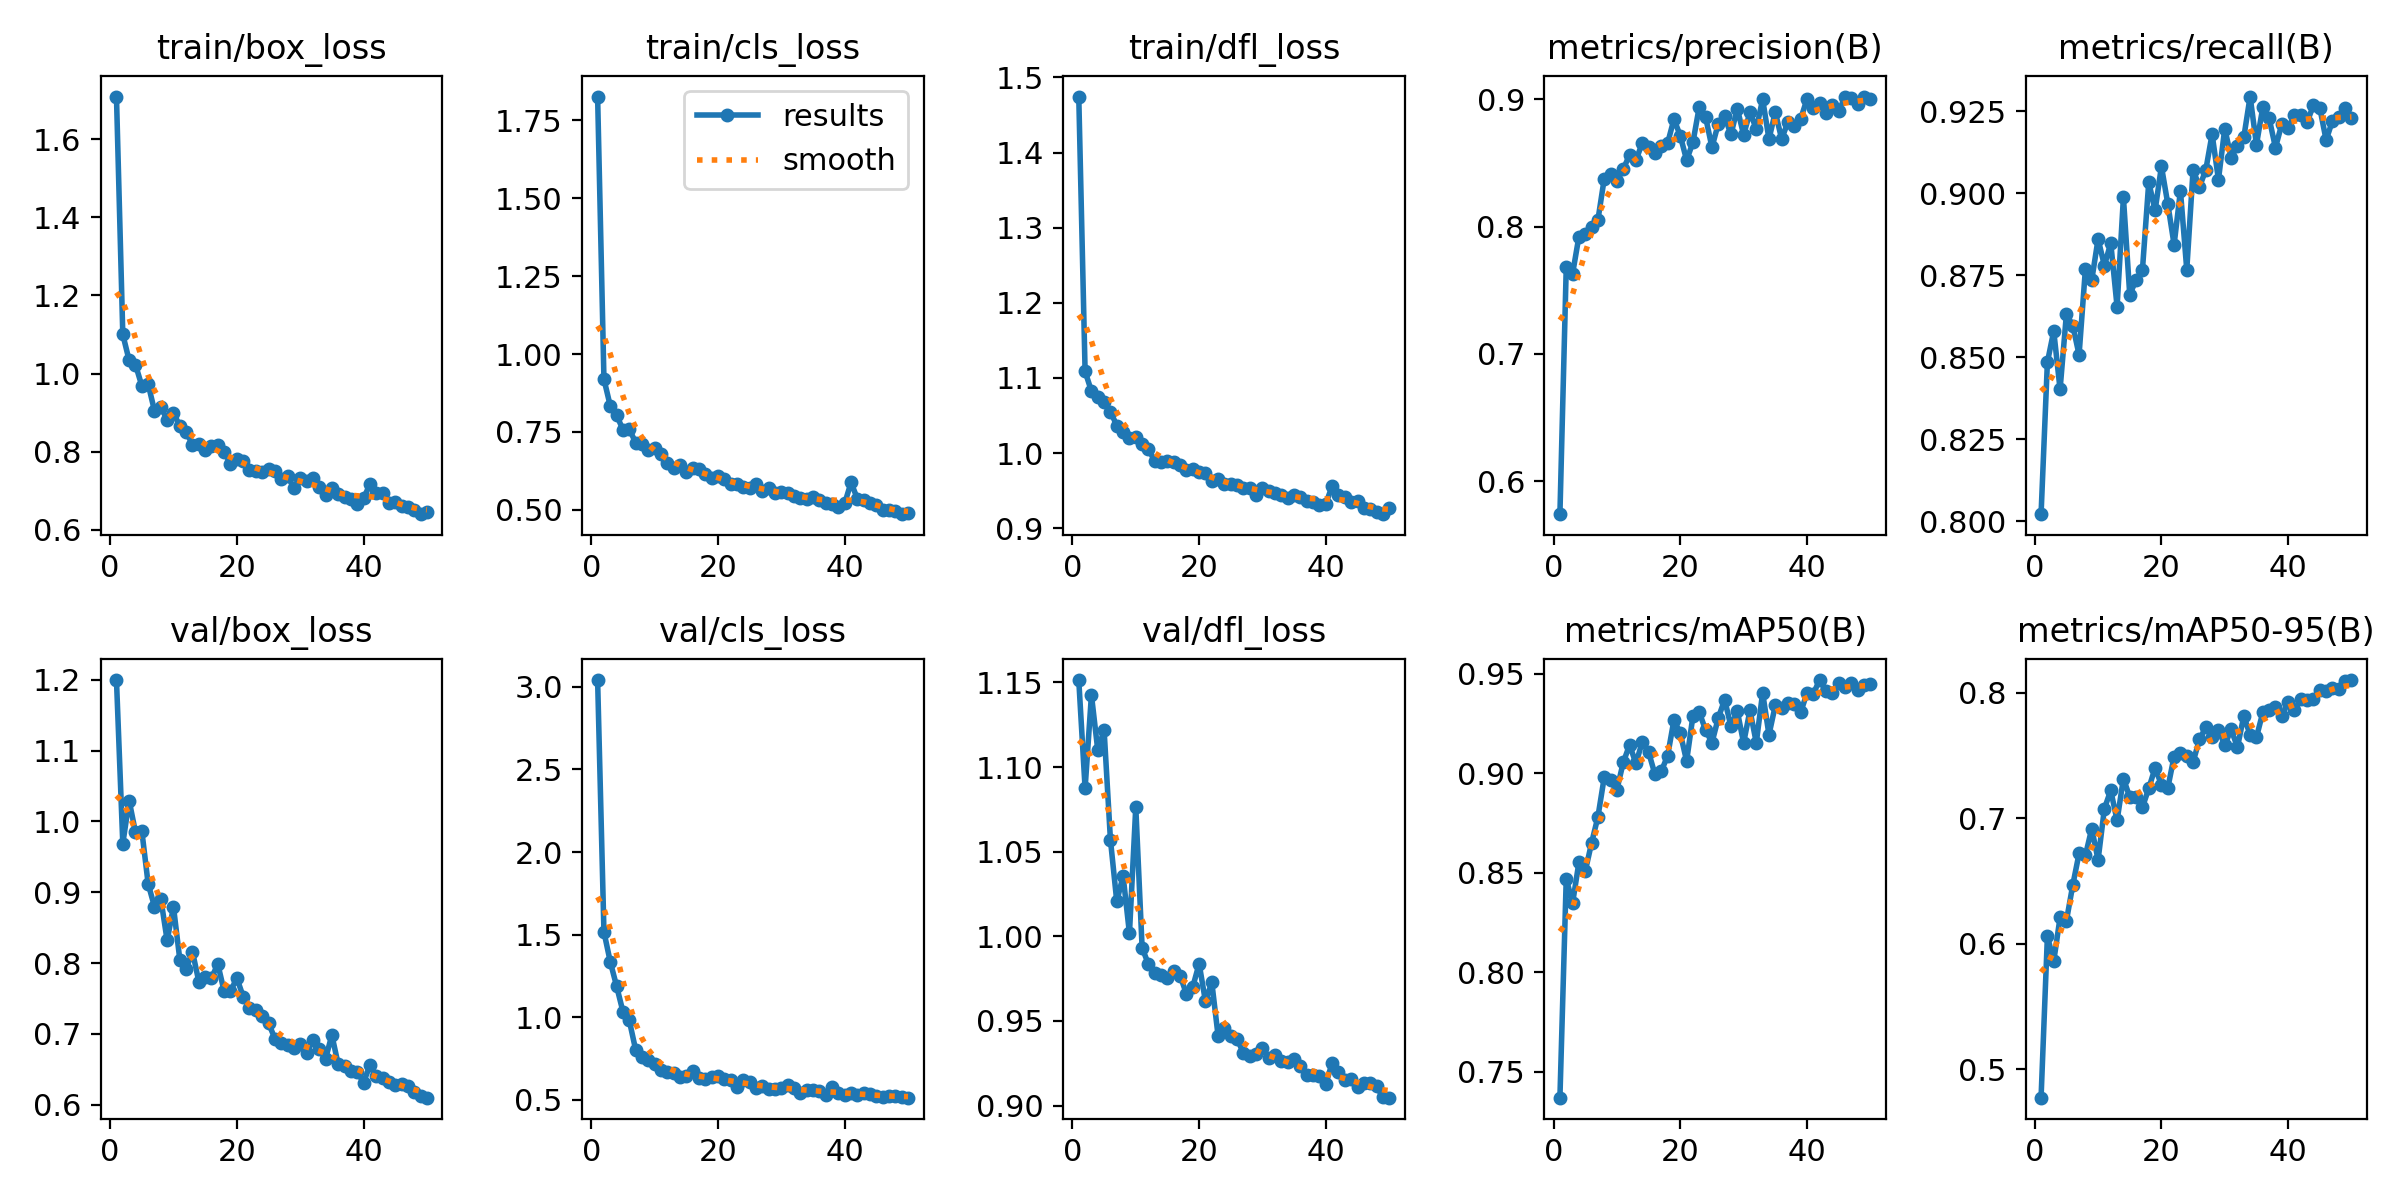 train/box_loss
1.6
1.4
1.2
1.0
0.8
0.6
0 20 40
train/cls_loss
results
smooth
1.75
1.50
1.25
1.00
0.75
0.50
0 20 40
train/dfl_loss
1.5
1.4
1.3
1.2
1.1
1.0
0.9
0 20 40
metrics/precision(B)
0.9
0.8
0.7
0.6
0 20 40
metrics/recall(B)
0.925
0.900
0.875
0.850
0.825
0.800
0 20 40
val/box_loss
1.2
1.1
1.0
0.9
0.8
0.7
0.6
0 20 40
val/cls_loss
3.0
2.5
2.0
1.5
1.0
0.5
0 20 40
val/dfl_loss
1.15
1.10
1.05
1.00
0.95
0.90
0 20 40
metrics/mAP50(B)
0.95
0.90
0.85
0.80
0.75
0 20 40
metrics/mAP50-95(B)
0.8
0.7
0.6
0.5
0 20 40